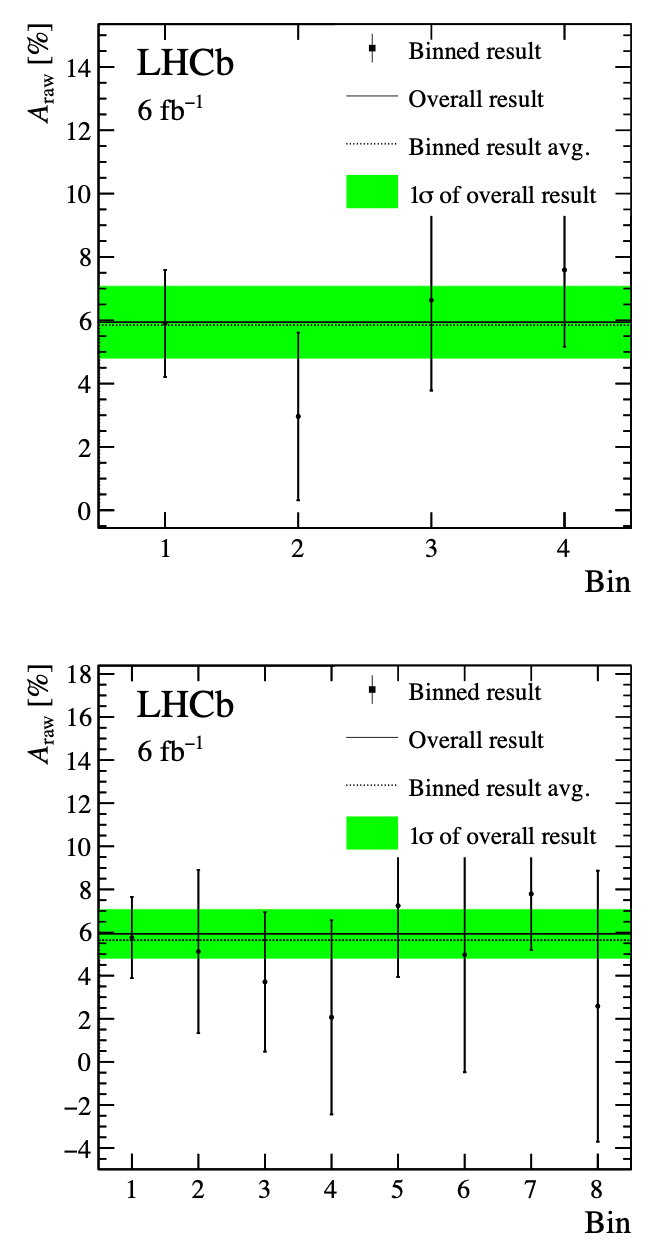 A_raw [%]
LHCb
6 fb⁻¹
Binned result
Overall result
Binned result avg.
1σ of overall result
14
12
10
8
6
4
2
0
1 2 3 4
Bin
A_raw [%]
LHCb
6 fb⁻¹
Binned result
Overall result
Binned result avg.
1σ of overall result
18
16
14
12
10
8
6
4
2
0
−2
−4
1 2 3 4 5 6 7 8
Bin